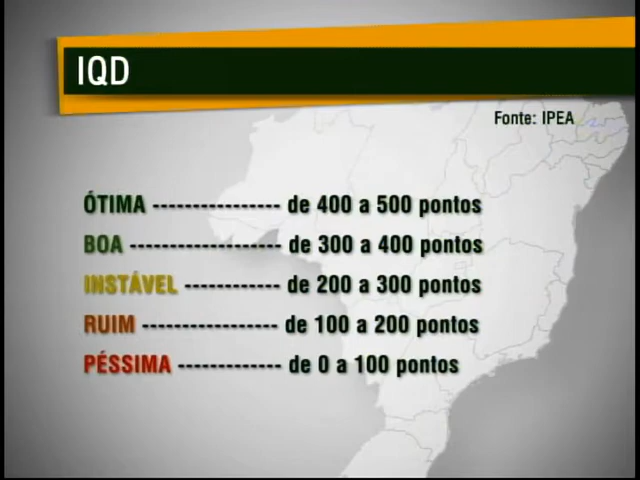 IQD
Fonte: IPEA
ÓTIMA ---------------- de 400 a 500 pontos
BOA ------------------- de 300 a 400 pontos
INSTÁVEL ------------ de 200 a 300 pontos
RUIM ----------------- de 100 a 200 pontos
PÉSSIMA ------------- de 0 a 100 pontos